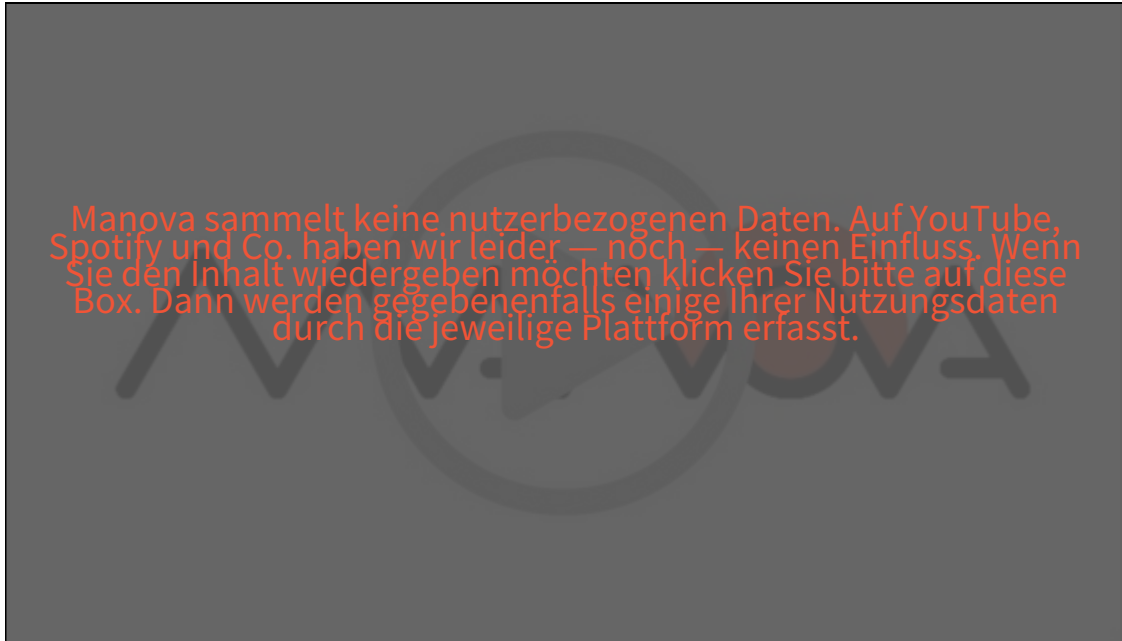 Manova sammelt keine nutzerbezogenen Daten. Auf YouTube,
Spotify und Co. haben wir leider — noch — keinen Einfluss. Wenn
Sie den Inhalt wiedergeben möchten klicken Sie bitte auf diese
Box. Dann werden gegebenenfalls einige Ihrer Nutzungsdaten
durch die jeweilige Plattform erfasst.
MANOVA